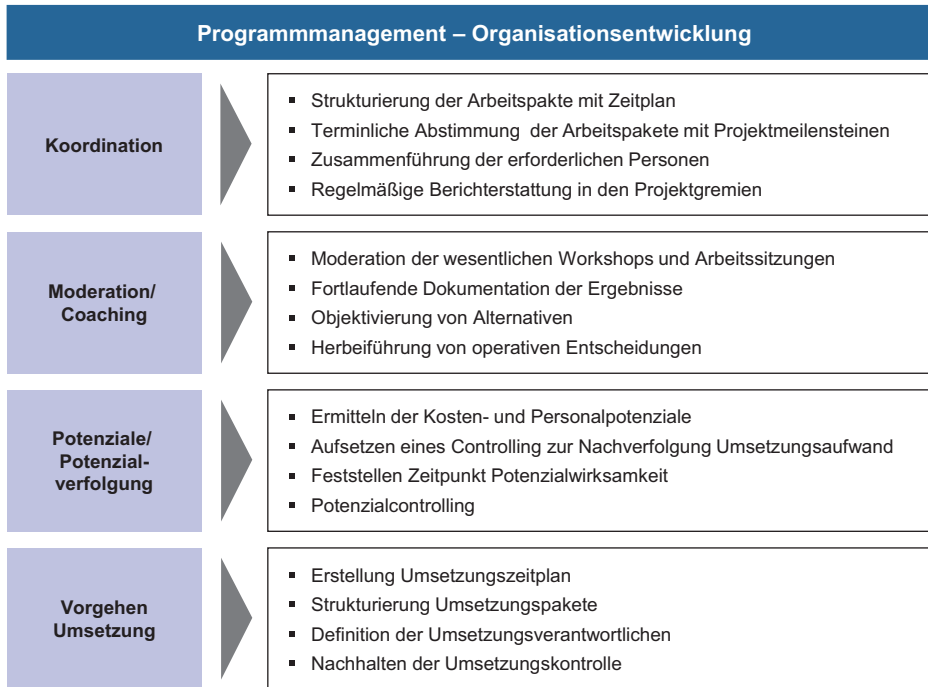 Programmmanagement – Organisationsentwicklung
Koordination
▪ Strukturierung der Arbeitspakte mit Zeitplan
▪ Terminliche Abstimmung der Arbeitspakete mit Projektmeilensteinen
▪ Zusammenführung der erforderlichen Personen
▪ Regelmäßige Berichterstattung in den Projektgremien
Moderation/
Coaching
▪ Moderation der wesentlichen Workshops und Arbeitssitzungen
▪ Fortlaufende Dokumentation der Ergebnisse
▪ Objektivierung von Alternativen
▪ Herbeiführung von operativen Entscheidungen
Potenziale/
Potenzial-
verfolgung
▪ Ermitteln der Kosten- und Personalpotenziale
▪ Aufsetzen eines Controlling zur Nachverfolgung Umsetzungsaufwand
▪ Feststellen Zeitpunkt Potenzialwirksamkeit
▪ Potenzialcontrolling
Vorgehen
Umsetzung
▪ Erstellung Umsetzungszeitplan
▪ Strukturierung Umsetzungspakete
▪ Definition der Umsetzungsverantwortlichen
▪ Nachhalten der Umsetzungskontrolle